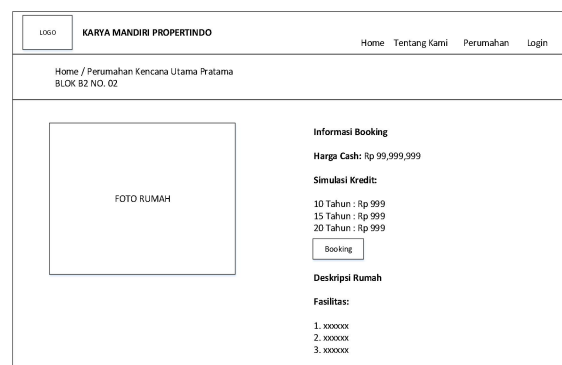 LOGO
KARYA MANDIRI PROPERTINDO
Home Tentang Kami Perumahan Login
Home / Perumahan Kencana Utama Pratama
BLOK B2 NO. 02
FOTO RUMAH
Informasi Booking
Harga Cash: Rp 99,999,999
Simulasi Kredit:
10 Tahun : Rp 999
15 Tahun : Rp 999
20 Tahun : Rp 999
Booking
Deskripsi Rumah
Fasilitas:
1. xxxxxx
2. xxxxxx
3. xxxxxx